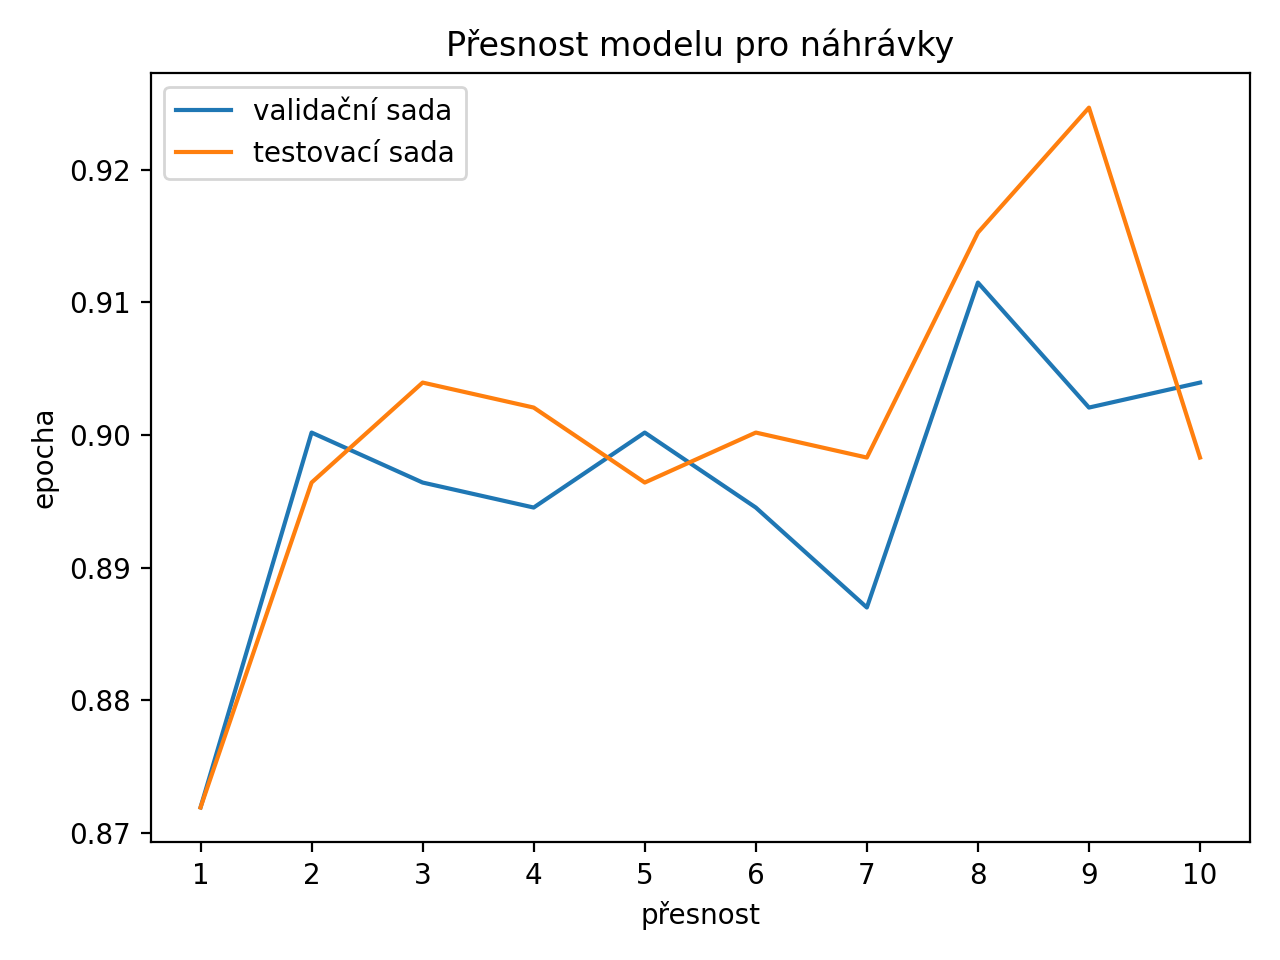 Přesnost modelu pro náhrávky
validační sada
testovací sada
epocha
0.92
0.91
0.90
0.89
0.88
0.87
1 2 3 4 5 6 7 8 9 10
přesnost